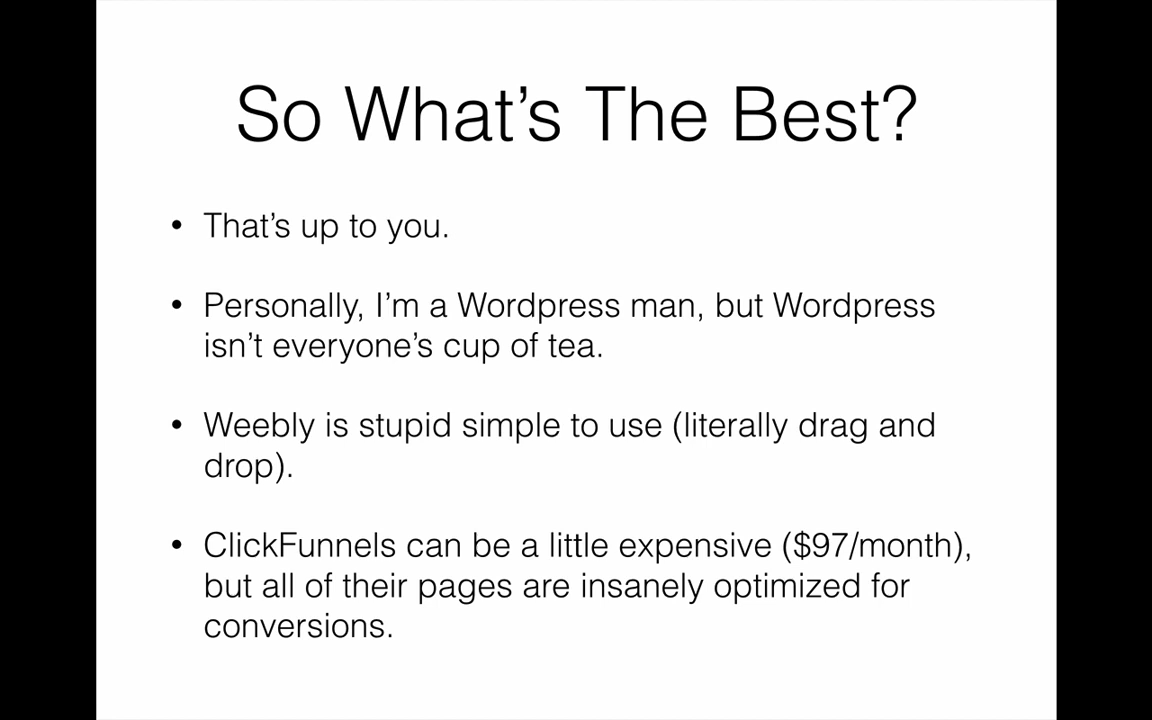 So What’s The Best?
• That’s up to you.
• Personally, I’m a Wordpress man, but Wordpress
isn’t everyone’s cup of tea.
• Weebly is stupid simple to use (literally drag and
drop).
• ClickFunnels can be a little expensive ($97/month),
but all of their pages are insanely optimized for
conversions.